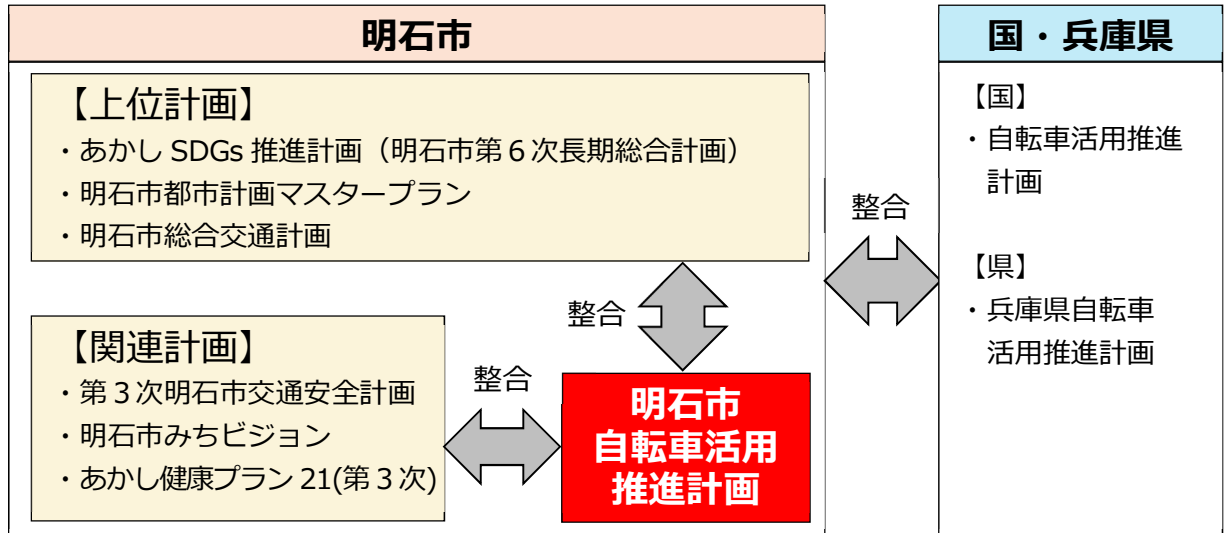 明石市
【上位計画】
・あかし SDGs 推進計画（明石市第６次長期総合計画）
・明石市都市計画マスタープラン
・明石市総合交通計画
整合
【関連計画】
・第３次明石市交通安全計画
・明石市みちビジョン
・あかし健康プラン 21(第３次)
整合
明石市
自転車活用
推進計画
整合
国・兵庫県
【国】
・自転車活用推進
計画
【県】
・兵庫県自転車
活用推進計画